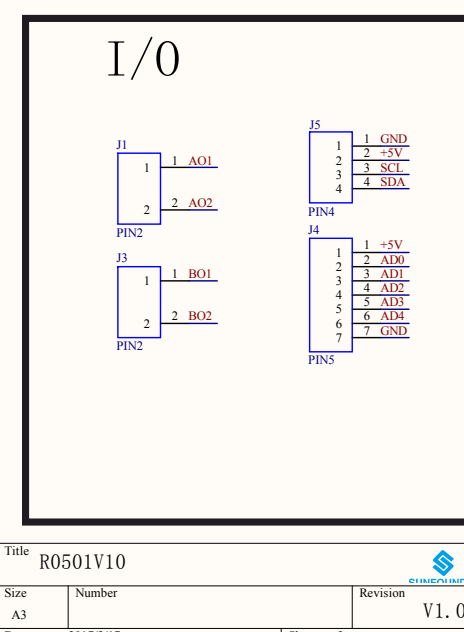 I/O
J1
1 1 AO1
2 2 AO2
PIN2
J3
1 1 BO1
2 2 BO2
PIN2
J5
1 1 GND
2 2 +5V
3 3 SCL
4 4 SDA
PIN4
J4
1 1 +5V
2 2 AD0
3 3 AD1
4 4 AD2
5 5 AD3
6 6 AD4
7 7 GND
PIN5
Title R0501V10
SUNFOUND
Size Number Revision
A3 V1.0